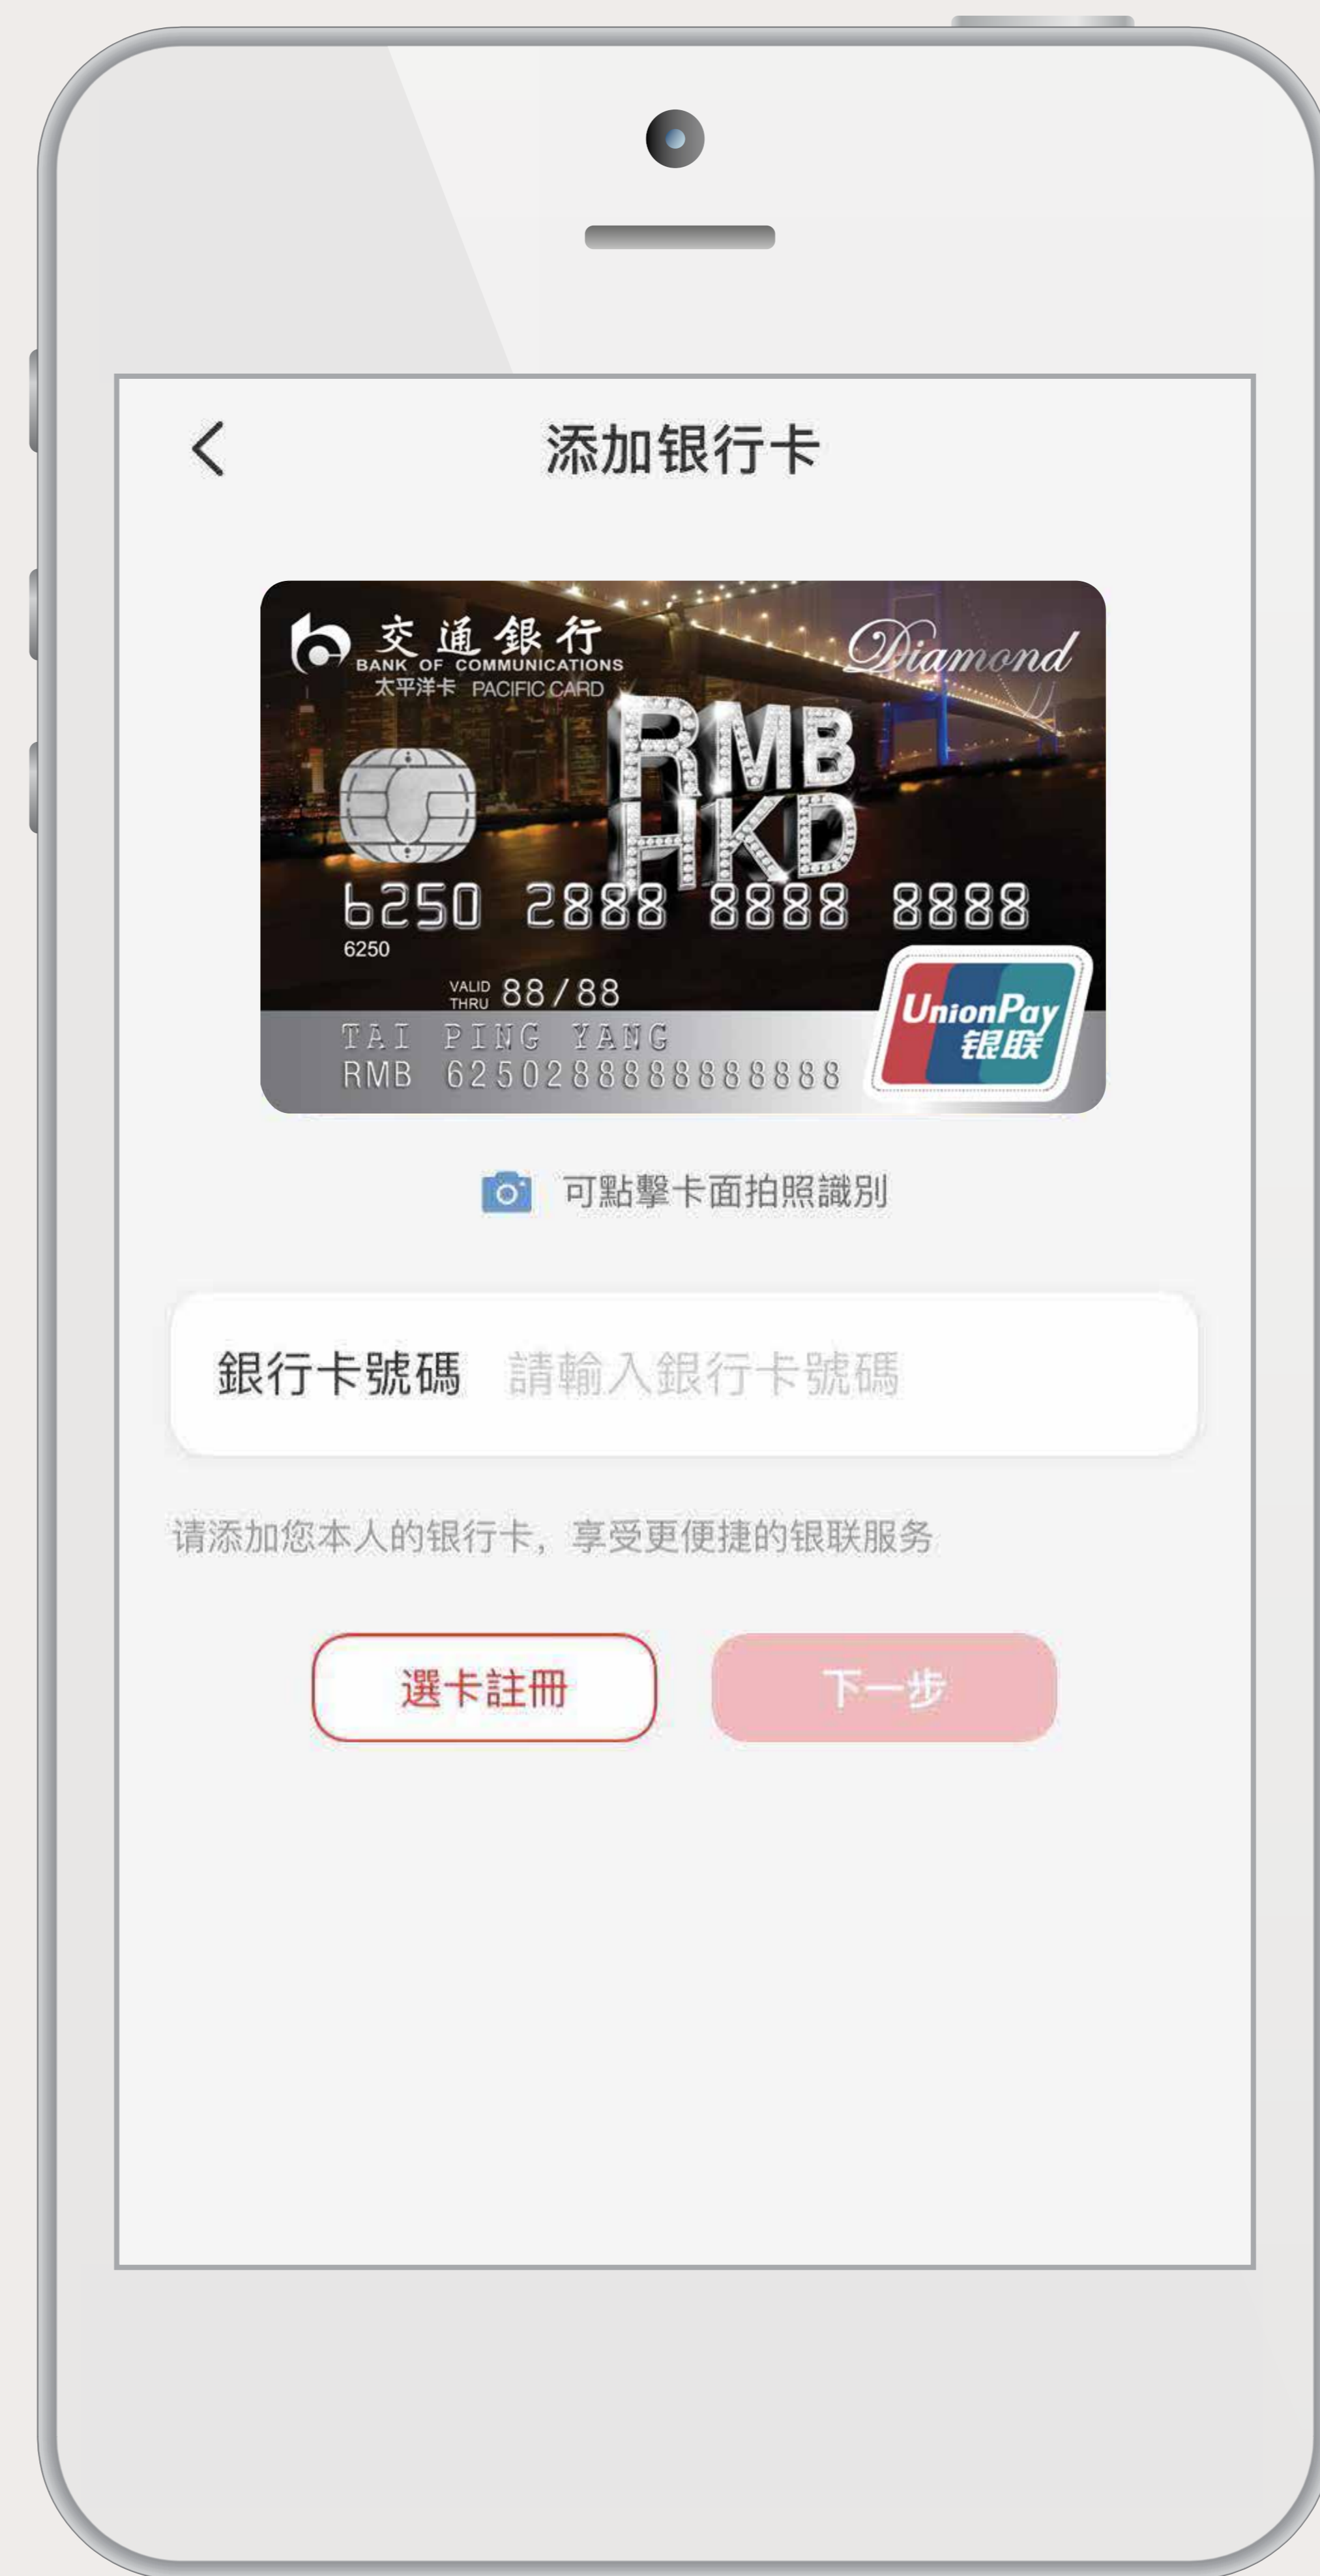 添加银行卡
交通銀行
BANK OF COMMUNICATIONS
太平洋卡 PACIFIC CARD
Diamond
RMB
HKD
6250 2888 8888 8888
6250
VALID THRU 88/88
TAI PING YANG
RMB 6250288888888888
UnionPay
银联
可點擊卡面拍照識別
銀行卡號碼 請輸入銀行卡號碼
请添加您本人的银行卡，享受更便捷的银联服务
選卡註冊 下一步